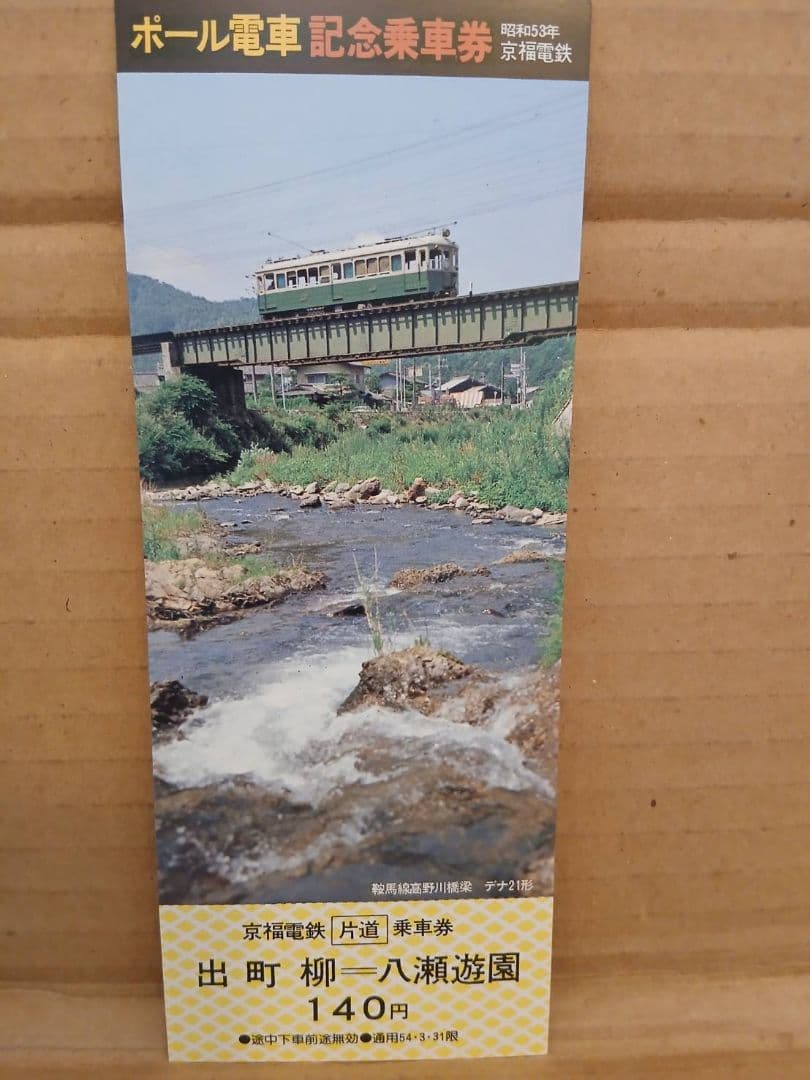 ポール電車 記念乗車券 昭和53年
京福電鉄
鞍馬線高野川橋梁 デナ21形
京福電鉄 片道 乗車券
出町柳＝八瀬遊園
140円
●途中下車前途無効●通用54・3・31限